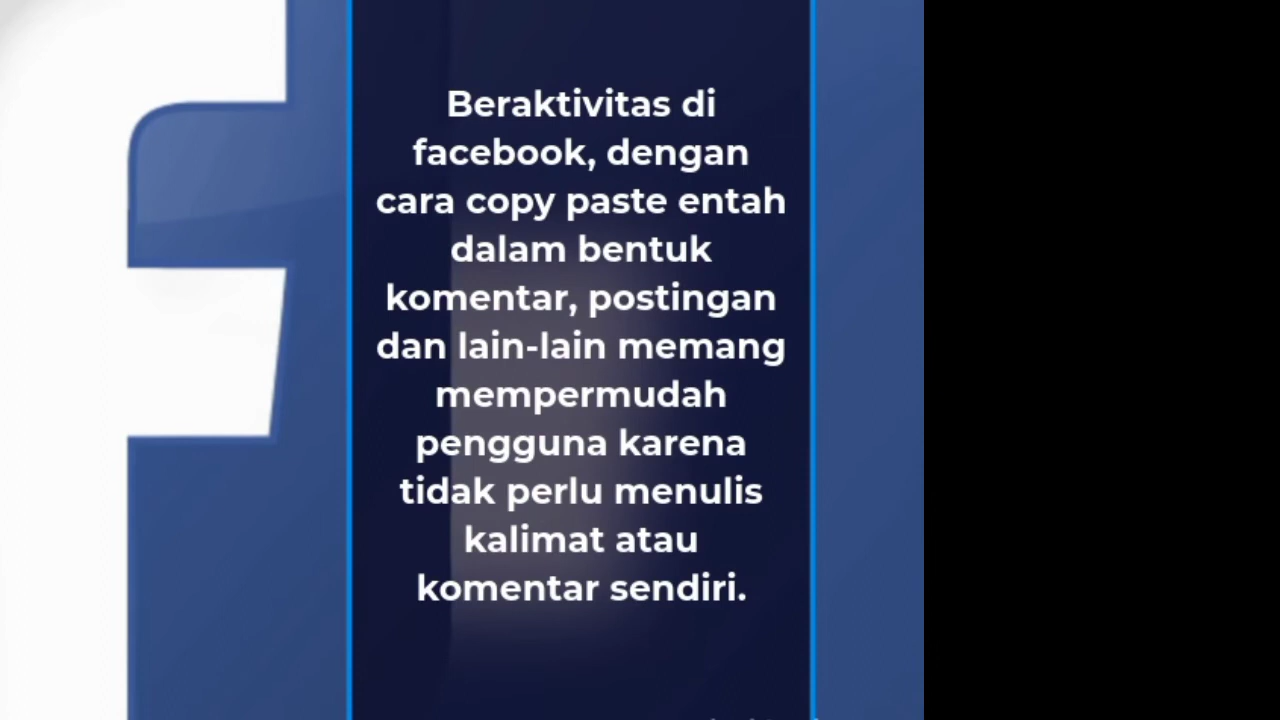 Beraktivitas di
facebook, dengan
cara copy paste entah
dalam bentuk
komentar, postingan
dan lain-lain memang
mempermudah
pengguna karena
tidak perlu menulis
kalimat atau
komentar sendiri.